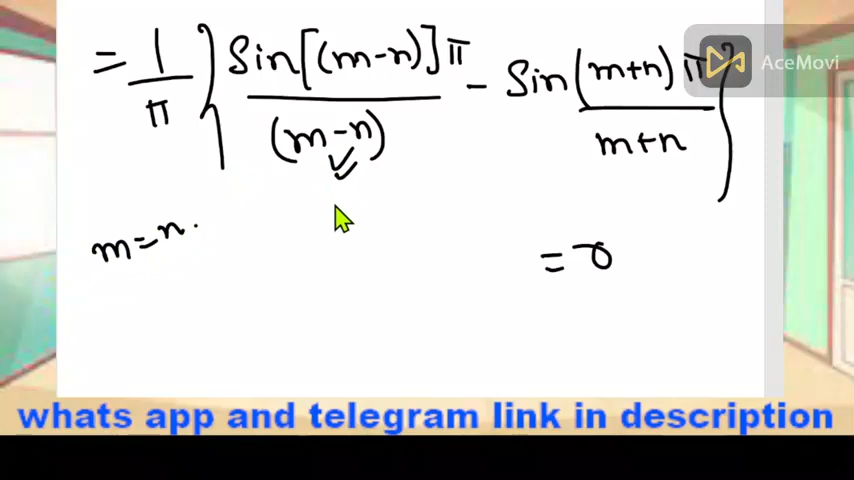 = 1/π { Sin[(m-n)]π / (m-n) - Sin(m+n)π / m+n }
AceMovi
m=n.
= 0
whats app and telegram link in description